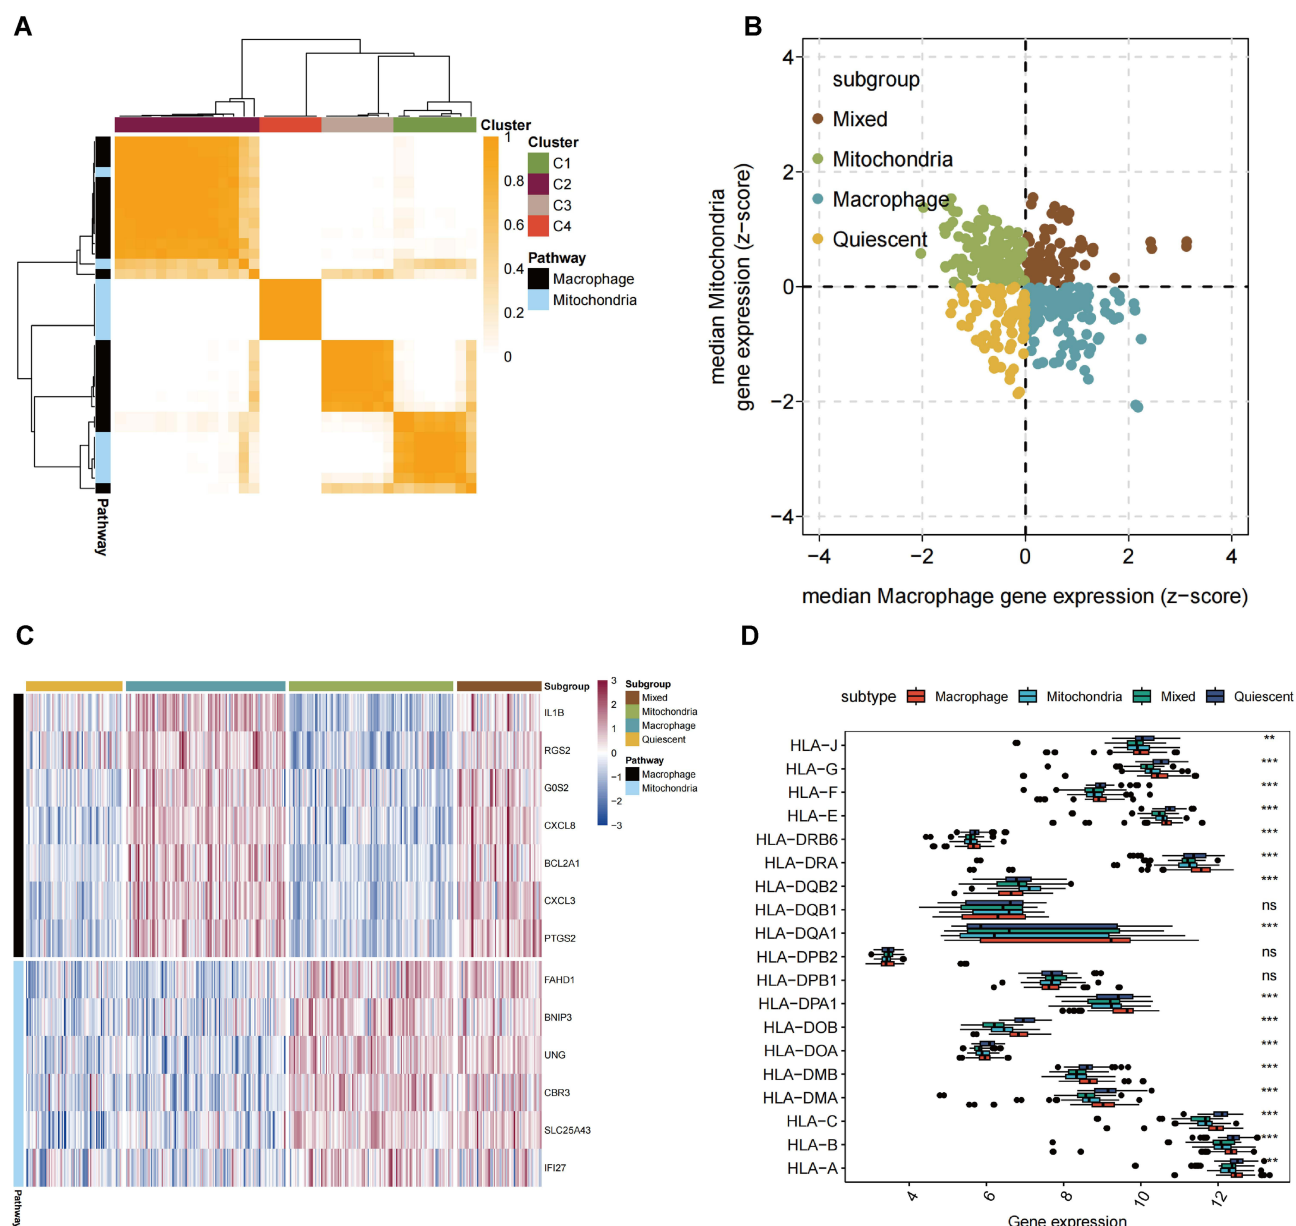 A
Cluster
1
0.8
0.6
0.4
0.2
0
Cluster
C1
C2
C3
C4
Pathway
Macrophage
Mitochondria
Pathway
B
subgroup
Mixed
Mitochondria
Macrophage
Quiescent
4
2
0
−2
−4
−4
−2
0
2
4
median Mitochondria
gene expression (z−score)
median Macrophage gene expression (z−score)
C
Subgroup
IL1B
RGS2
G0S2
CXCL8
BCL2A1
CXCL3
PTGS2
FAHD1
BNIP3
UNG
CBR3
SLC25A43
IFI27
Pathway
3
2
1
0
−1
−2
−3
Subgroup
Mixed
Mitochondria
Macrophage
Quiescent
Pathway
Macrophage
Mitochondria
D
subtype Macrophage Mitochondria Mixed Quiescent
HLA−J **
HLA−G ***
HLA−F ***
HLA−E ***
HLA−DRB6 ***
HLA−DRA ***
HLA−DQB2 ***
HLA−DQB1 ns
HLA−DQA1 ***
HLA−DPB2 ns
HLA−DPB1 ns
HLA−DPA1 ***
HLA−DOB ***
HLA−DOA ***
HLA−DMB ***
HLA−DMA ***
HLA−C ***
HLA−B ***
HLA−A **
4
6
8
10
12
Gene expression